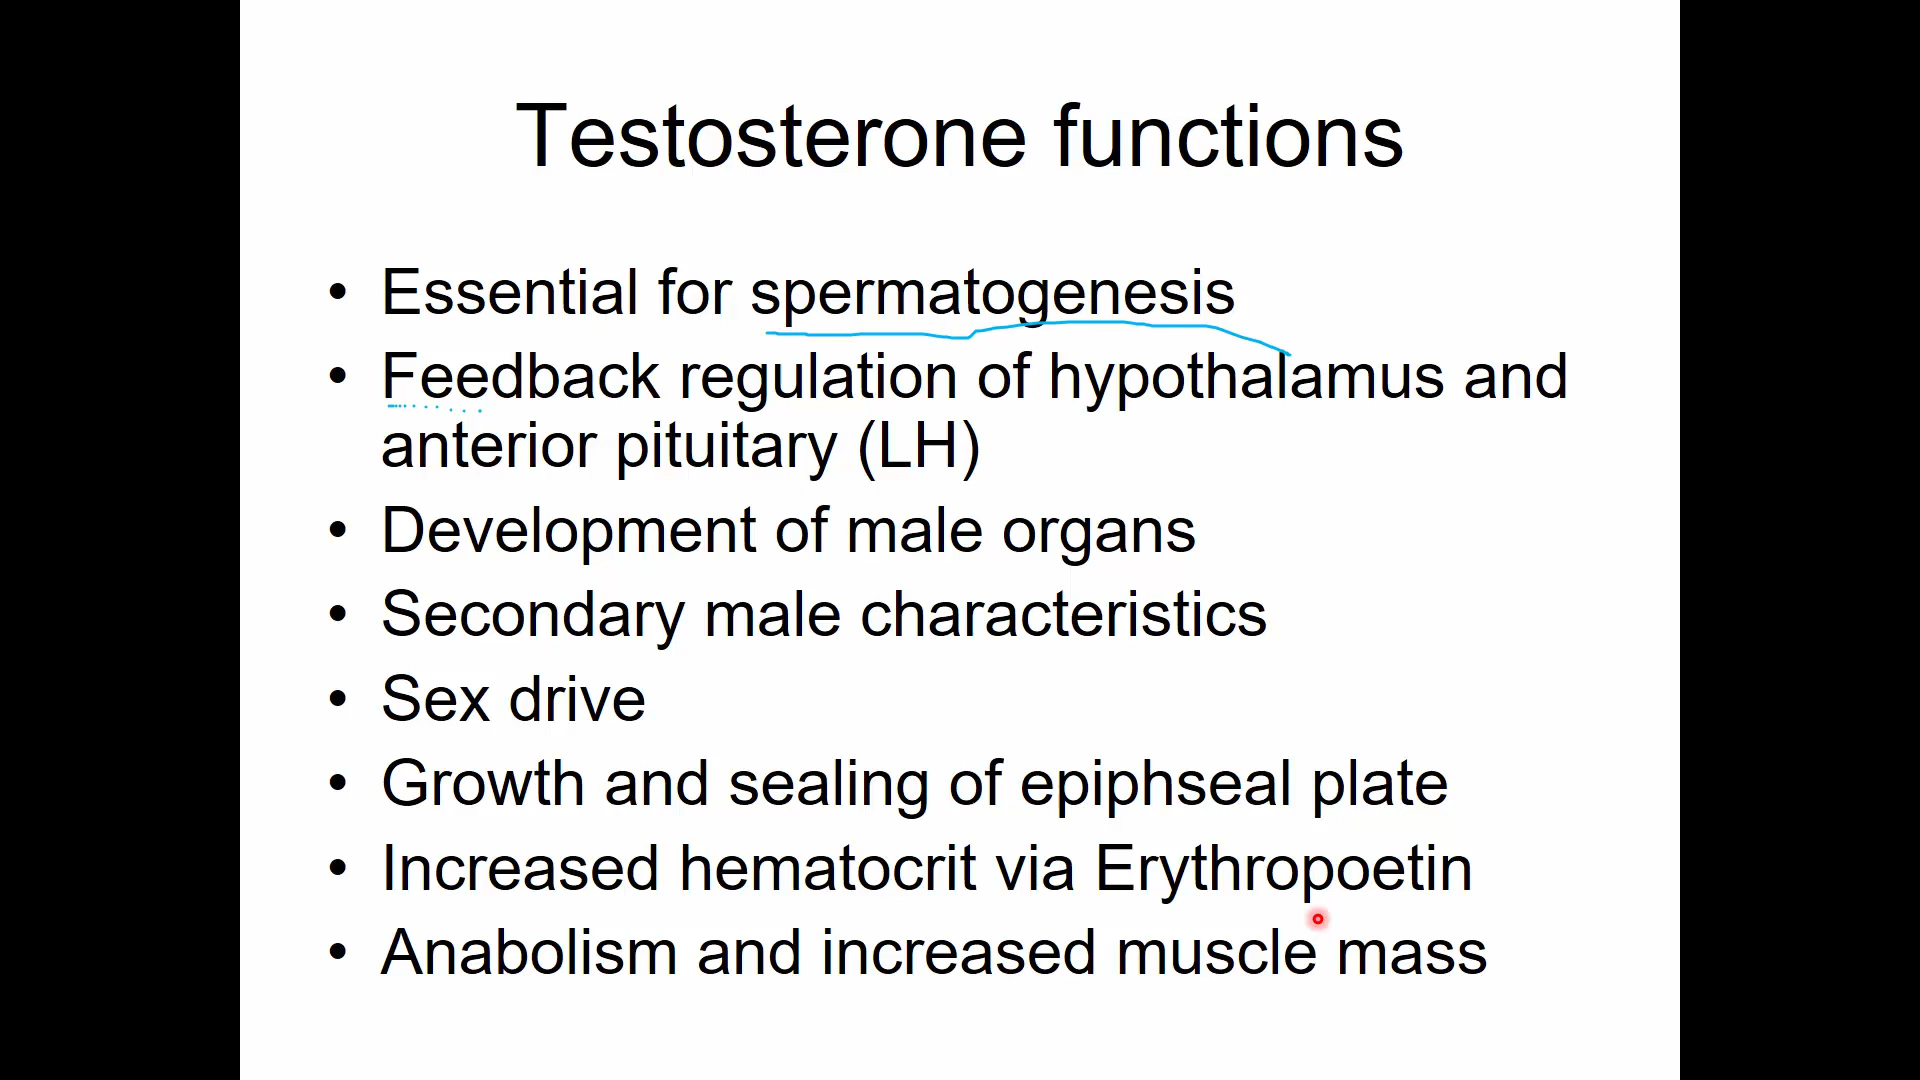 Testosterone functions
• Essential for spermatogenesis
• Feedback regulation of hypothalamus and
anterior pituitary (LH)
• Development of male organs
• Secondary male characteristics
• Sex drive
• Growth and sealing of epiphseal plate
• Increased hematocrit via Erythropoetin
• Anabolism and increased muscle mass